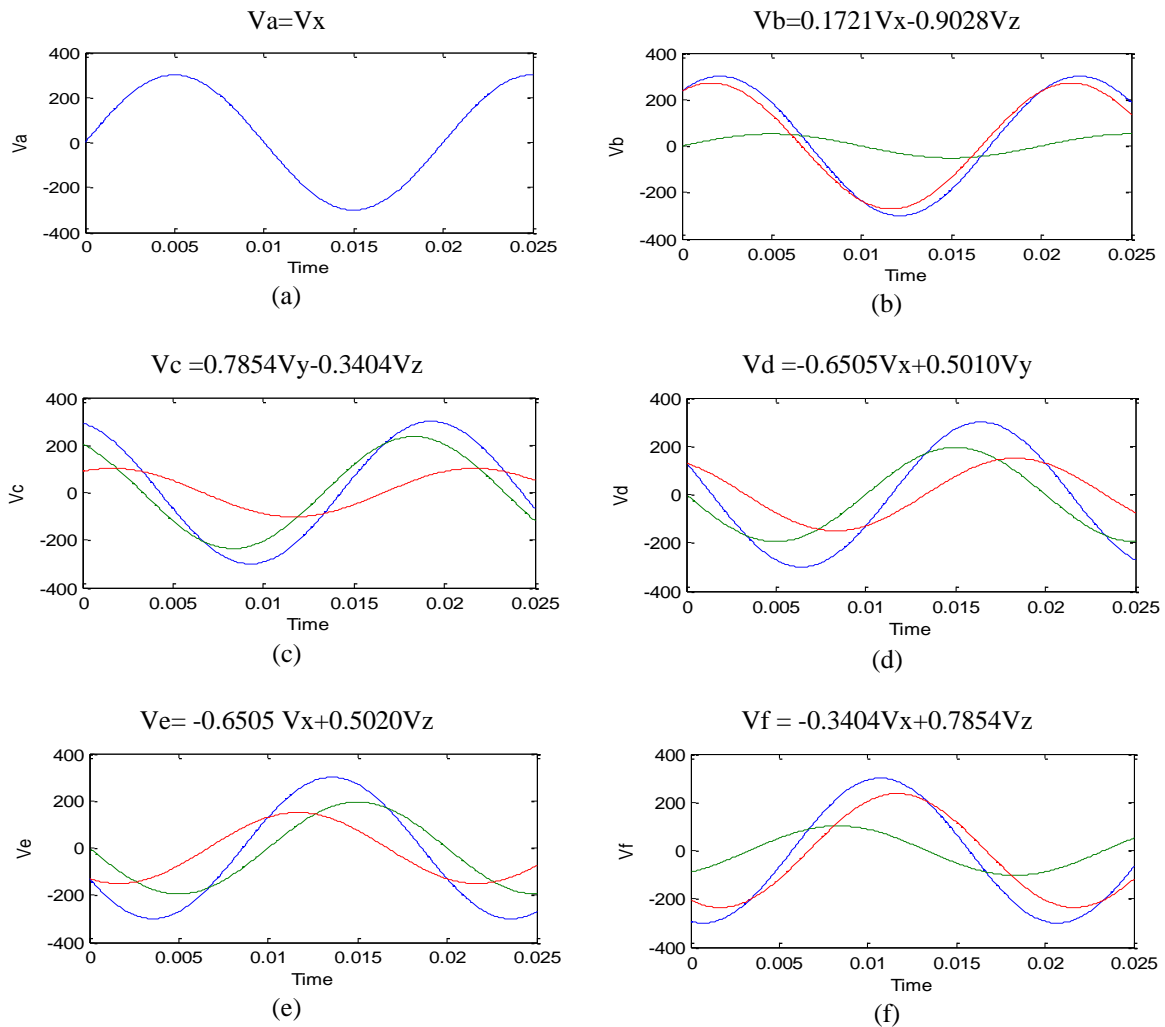 Va=Vx
400
200
0
-200
-400
Va
0 0.005 0.01 0.015 0.02 0.025
Time
(a)
Vb=0.1721Vx-0.9028Vz
400
200
0
-200
-400
Vb
0 0.005 0.01 0.015 0.02 0.025
Time
(b)
Vc =0.7854Vy-0.3404Vz
400
200
0
-200
-400
Vc
0 0.005 0.01 0.015 0.02 0.025
Time
(c)
Vd =-0.6505Vx+0.5010Vy
400
200
0
-200
-400
Vd
0 0.005 0.01 0.015 0.02 0.025
Time
(d)
Ve= -0.6505 Vx+0.5020Vz
400
200
0
-200
-400
Ve
0 0.005 0.01 0.015 0.02 0.025
Time
(e)
Vf = -0.3404Vx+0.7854Vz
400
200
0
-200
-400
Vf
0 0.005 0.01 0.015 0.02 0.025
Time
(f)